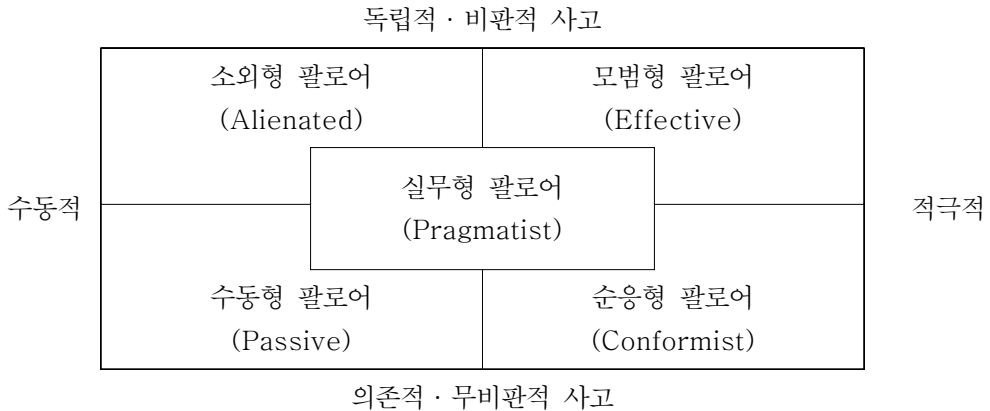 독립적 · 비판적 사고
소외형 팔로어
(Alienated)
모범형 팔로어
(Effective)
수동적
실무형 팔로어
(Pragmatist)
적극적
수동형 팔로어
(Passive)
순응형 팔로어
(Conformist)
의존적 · 무비판적 사고